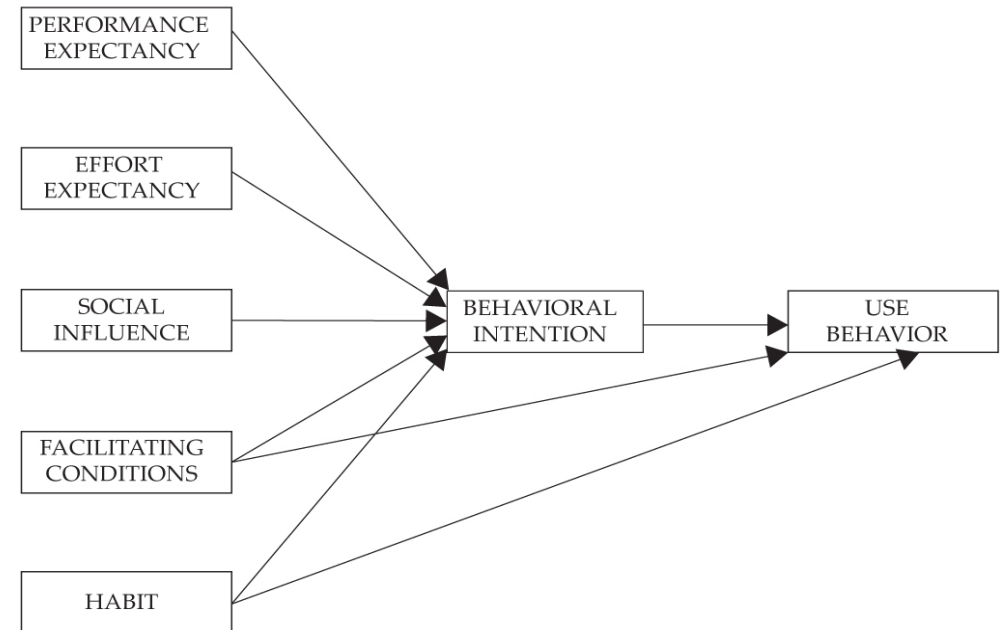 PERFORMANCE
EXPECTANCY
EFFORT
EXPECTANCY
SOCIAL
INFLUENCE
FACILITATING
CONDITIONS
HABIT
BEHAVIORAL
INTENTION
USE
BEHAVIOR